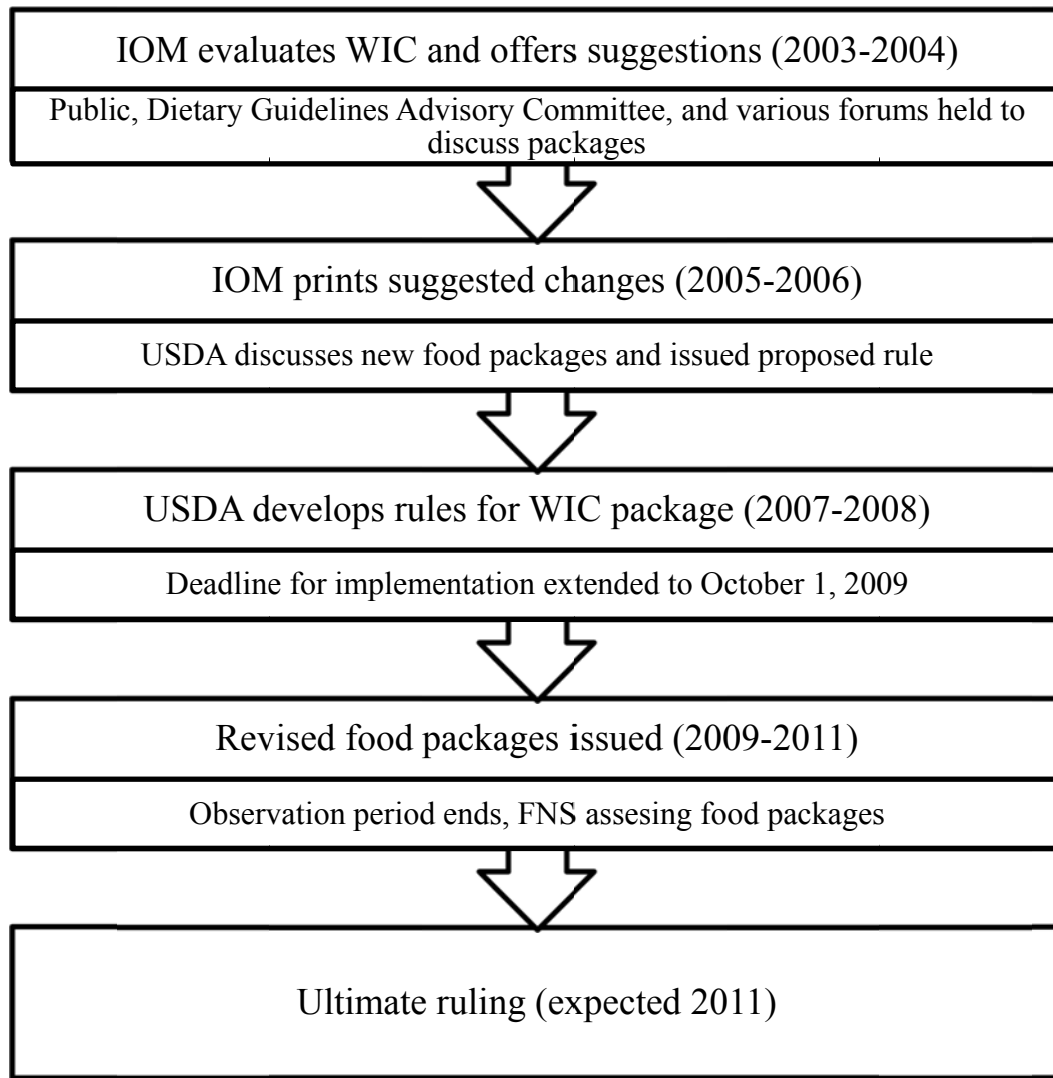 IOM evaluates WIC and offers suggestions (2003-2004)
Public, Dietary Guidelines Advisory Committee, and various forums held to
discuss packages
IOM prints suggested changes (2005-2006)
USDA discusses new food packages and issued proposed rule
USDA develops rules for WIC package (2007-2008)
Deadline for implementation extended to October 1, 2009
Revised food packages issued (2009-2011)
Observation period ends, FNS assesing food packages
Ultimate ruling (expected 2011)